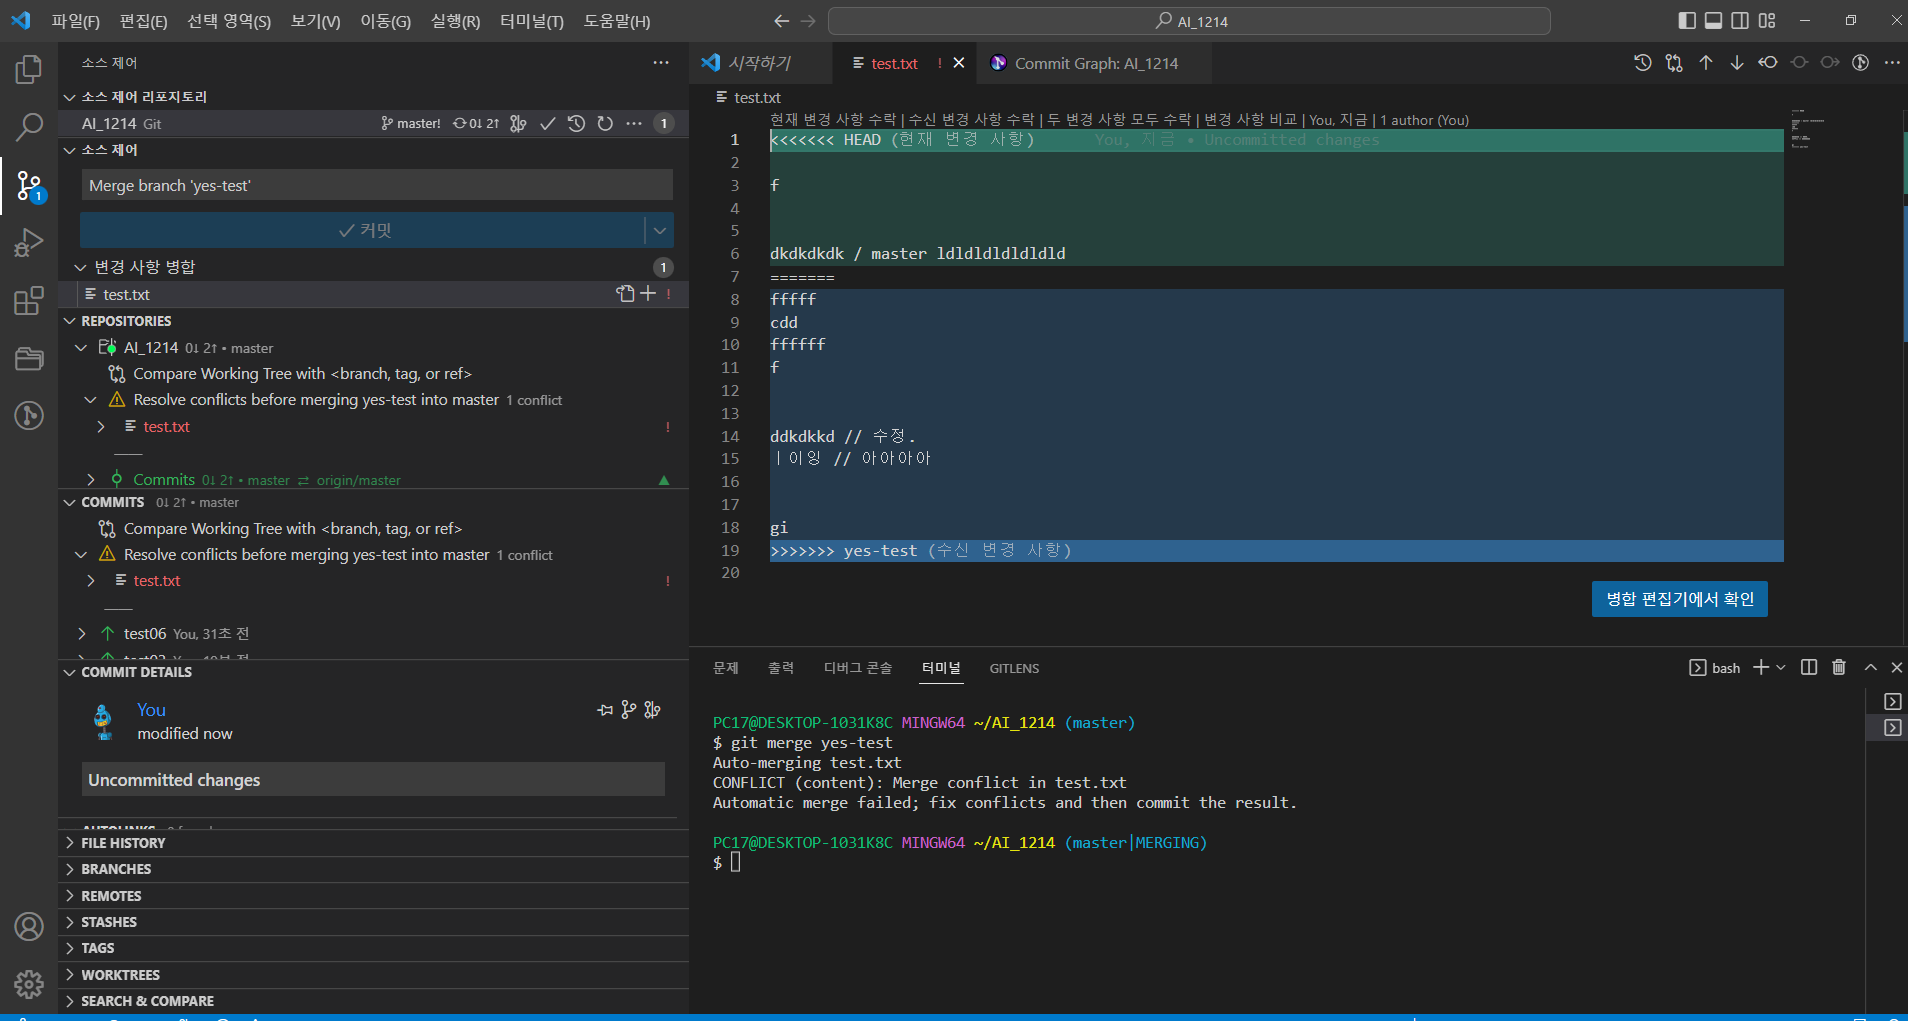 파일(F) 편집(E) 선택 영역(S) 보기(V) 이동(G) 실행(R) 터미널(T) 도움말(H)
AI_1214
소스 제어
소스 제어 리포지토리
AI_1214 Git master! 0↓ 2↑ 1
소스 제어
Merge branch 'yes-test'
커밋
변경 사항 병합 1
test.txt !
REPOSITORIES
AI_1214 0↓ 2↑ • master
Compare Working Tree with <branch, tag, or ref>
Resolve conflicts before merging yes-test into master 1 conflict
test.txt !
Commits 0↓ 2↑ • master ⇄ origin/master
COMMITS 0↓ 2↑ • master
Compare Working Tree with <branch, tag, or ref>
Resolve conflicts before merging yes-test into master 1 conflict
test.txt !
test06 You, 31초 전
COMMIT DETAILS
You
modified now
Uncommitted changes
FILE HISTORY
BRANCHES
REMOTES
STASHES
TAGS
WORKTREES
SEARCH & COMPARE
시작하기 test.txt ! Commit Graph: AI_1214
test.txt
현재 변경 사항 수락 | 수신 변경 사항 수락 | 두 변경 사항 모두 수락 | 변경 사항 비교 | You, 지금 | 1 author (You)
1 <<<<<<< HEAD (현재 변경 사항) You, 지금 • Uncommitted changes
2
3 f
4
5
6 dkdkdkdk / master ldldldldldldld
7 =======
8 fffff
9 cdd
10 ffffff
11 f
12
13
14 ddkdkkd // 수정.
15 ㅣ이잉 // 아아아아
16
17
18 gi
19 >>>>>>> yes-test (수신 변경 사항)
20
병합 편집기에서 확인
문제 출력 디버그 콘솔 터미널 GITLENS bash
PC17@DESKTOP-1031K8C MINGW64 ~/AI_1214 (master)
$ git merge yes-test
Auto-merging test.txt
CONFLICT (content): Merge conflict in test.txt
Automatic merge failed; fix conflicts and then commit the result.
PC17@DESKTOP-1031K8C MINGW64 ~/AI_1214 (master|MERGING)
$